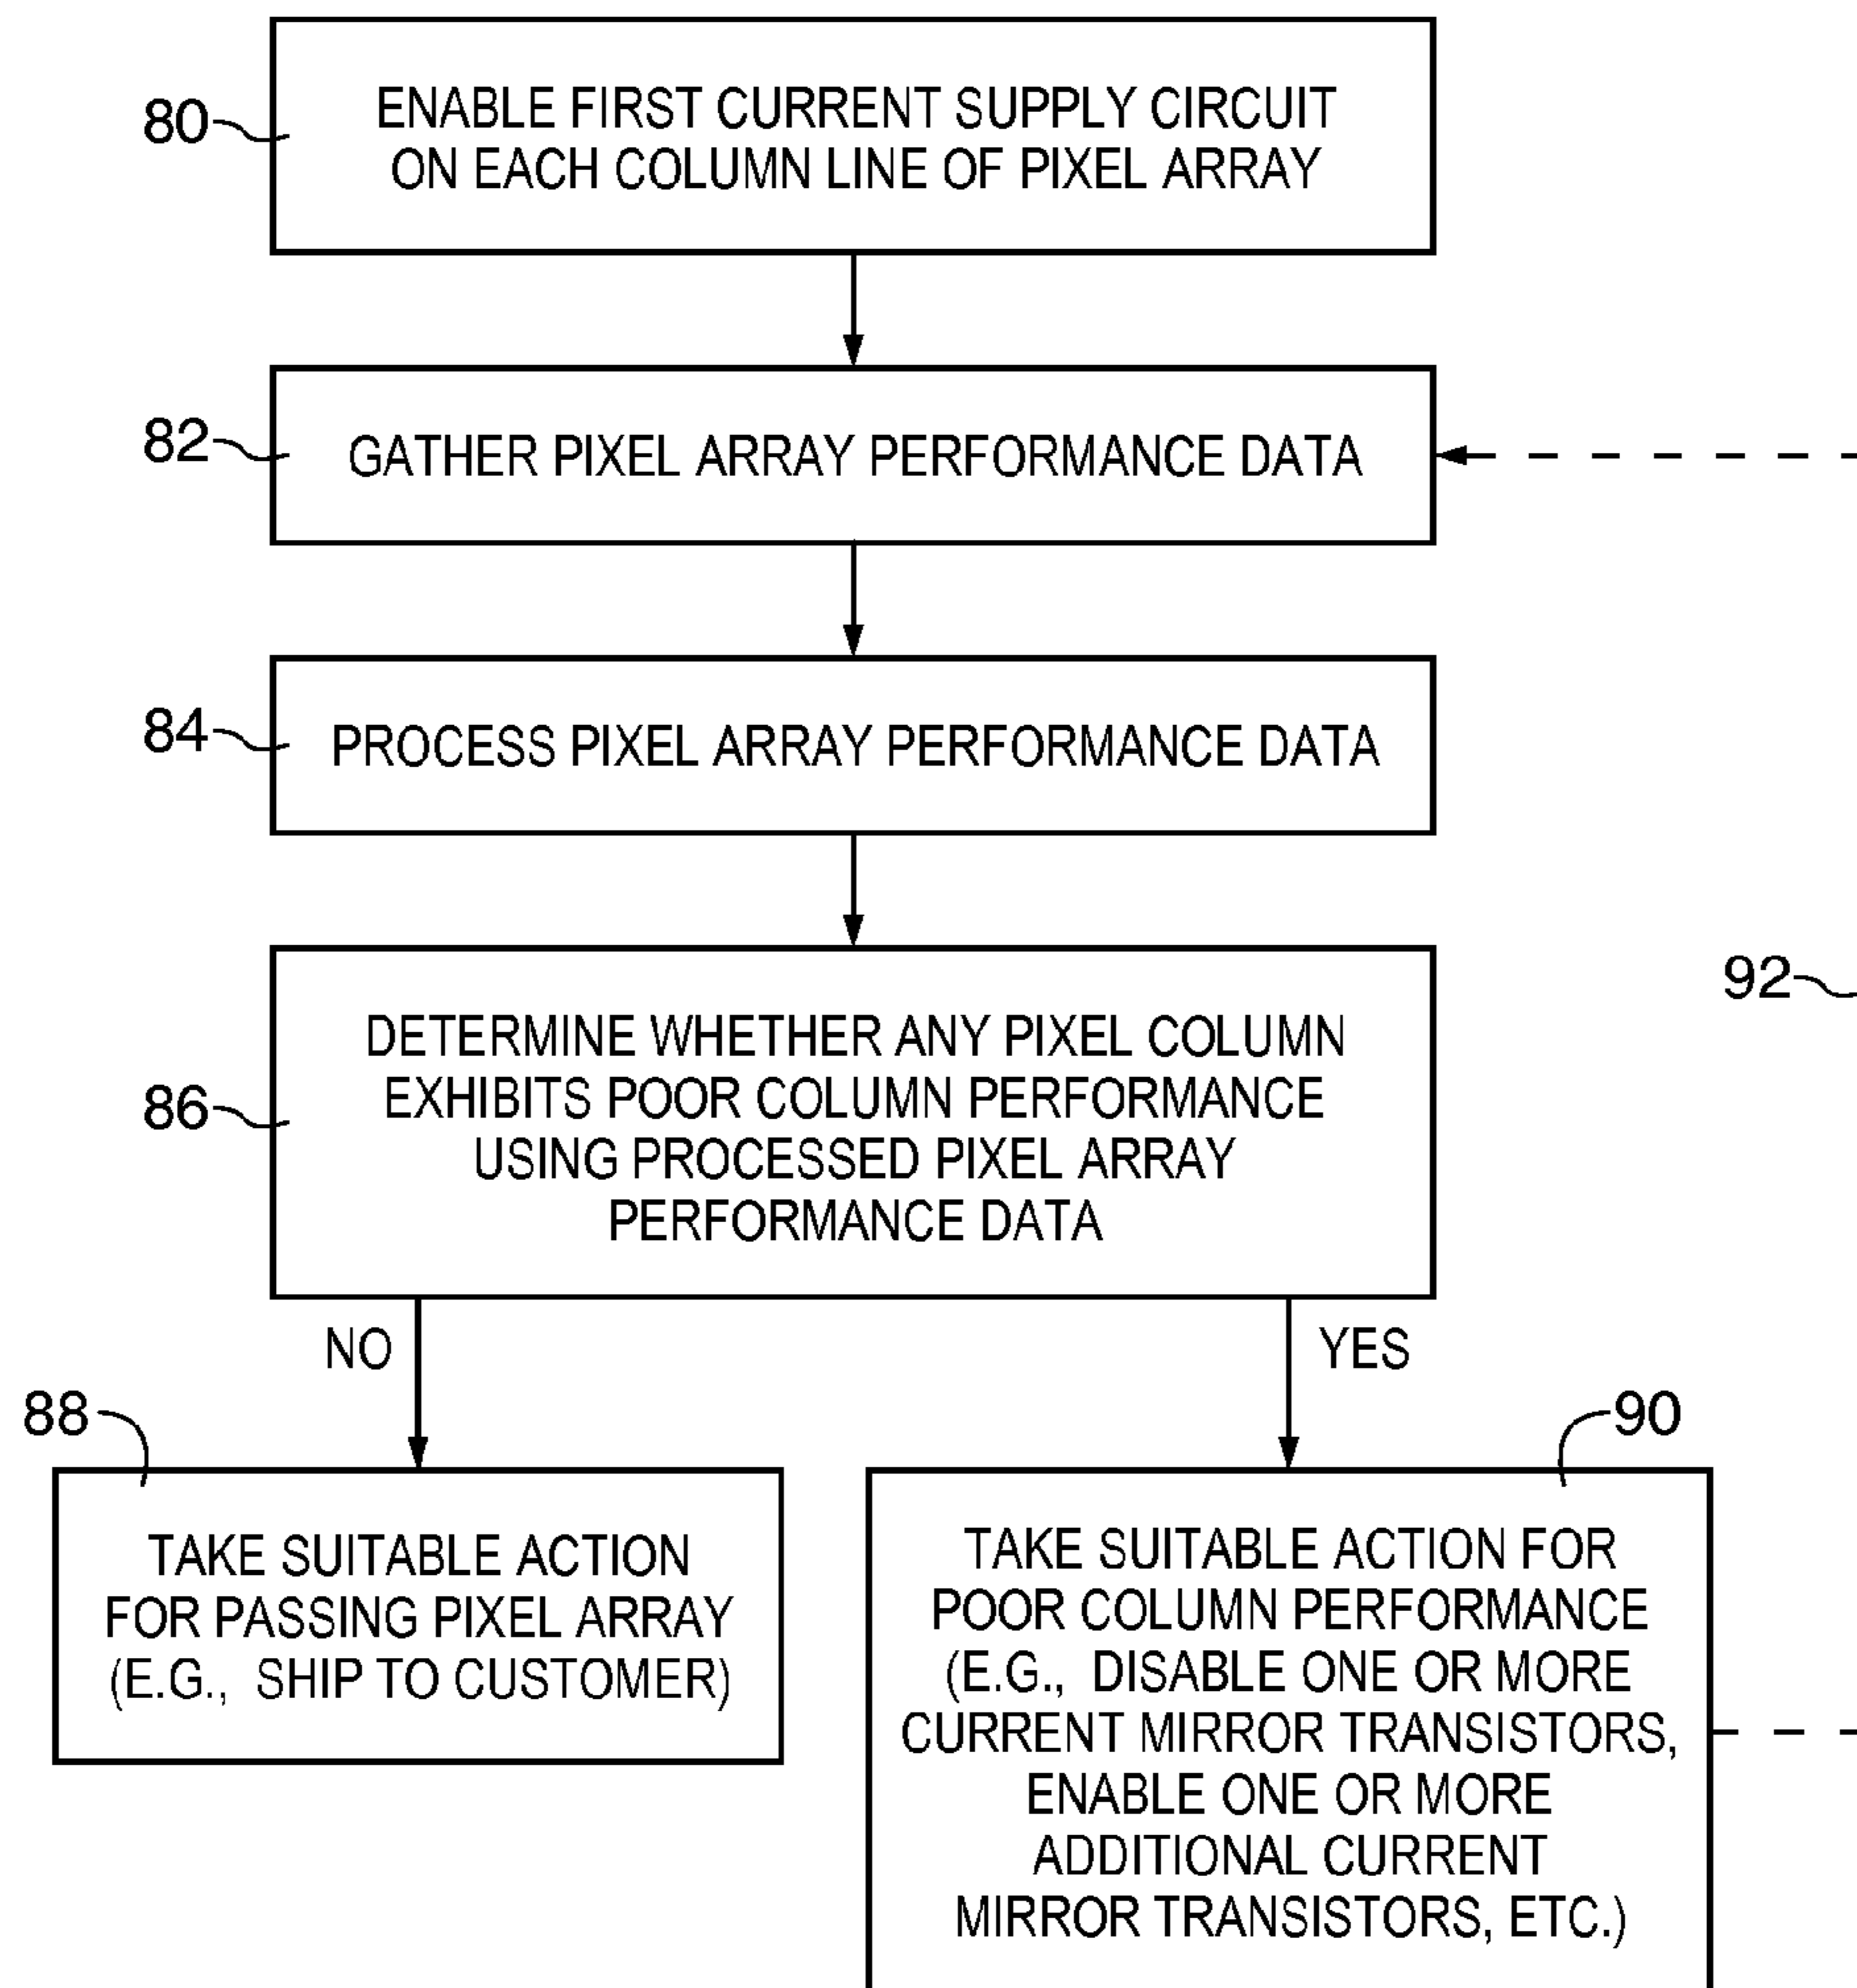 80
ENABLE FIRST CURRENT SUPPLY CIRCUIT
ON EACH COLUMN LINE OF PIXEL ARRAY
82
GATHER PIXEL ARRAY PERFORMANCE DATA
84
PROCESS PIXEL ARRAY PERFORMANCE DATA
86
DETERMINE WHETHER ANY PIXEL COLUMN
EXHIBITS POOR COLUMN PERFORMANCE
USING PROCESSED PIXEL ARRAY
PERFORMANCE DATA
92
NO
YES
88
TAKE SUITABLE ACTION
FOR PASSING PIXEL ARRAY
(E.G., SHIP TO CUSTOMER)
90
TAKE SUITABLE ACTION FOR
POOR COLUMN PERFORMANCE
(E.G., DISABLE ONE OR MORE
CURRENT MIRROR TRANSISTORS,
ENABLE ONE OR MORE
ADDITIONAL CURRENT
MIRROR TRANSISTORS, ETC.)